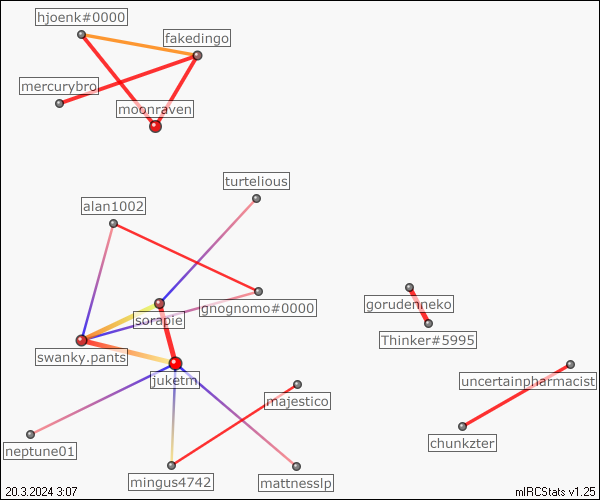 hjoenk#0000
fakedingo
mercurybro
moonraven
turtelious
alan1002
gnognomo#0000
gorudenneko
sorapie
Thinker#5995
swanky.pants
juketm
uncertainpharmacist
majestico
chunkzter
neptune01
mingus4742
mattnesslp
20.3.2024 3:07
mIRCStats v1.25